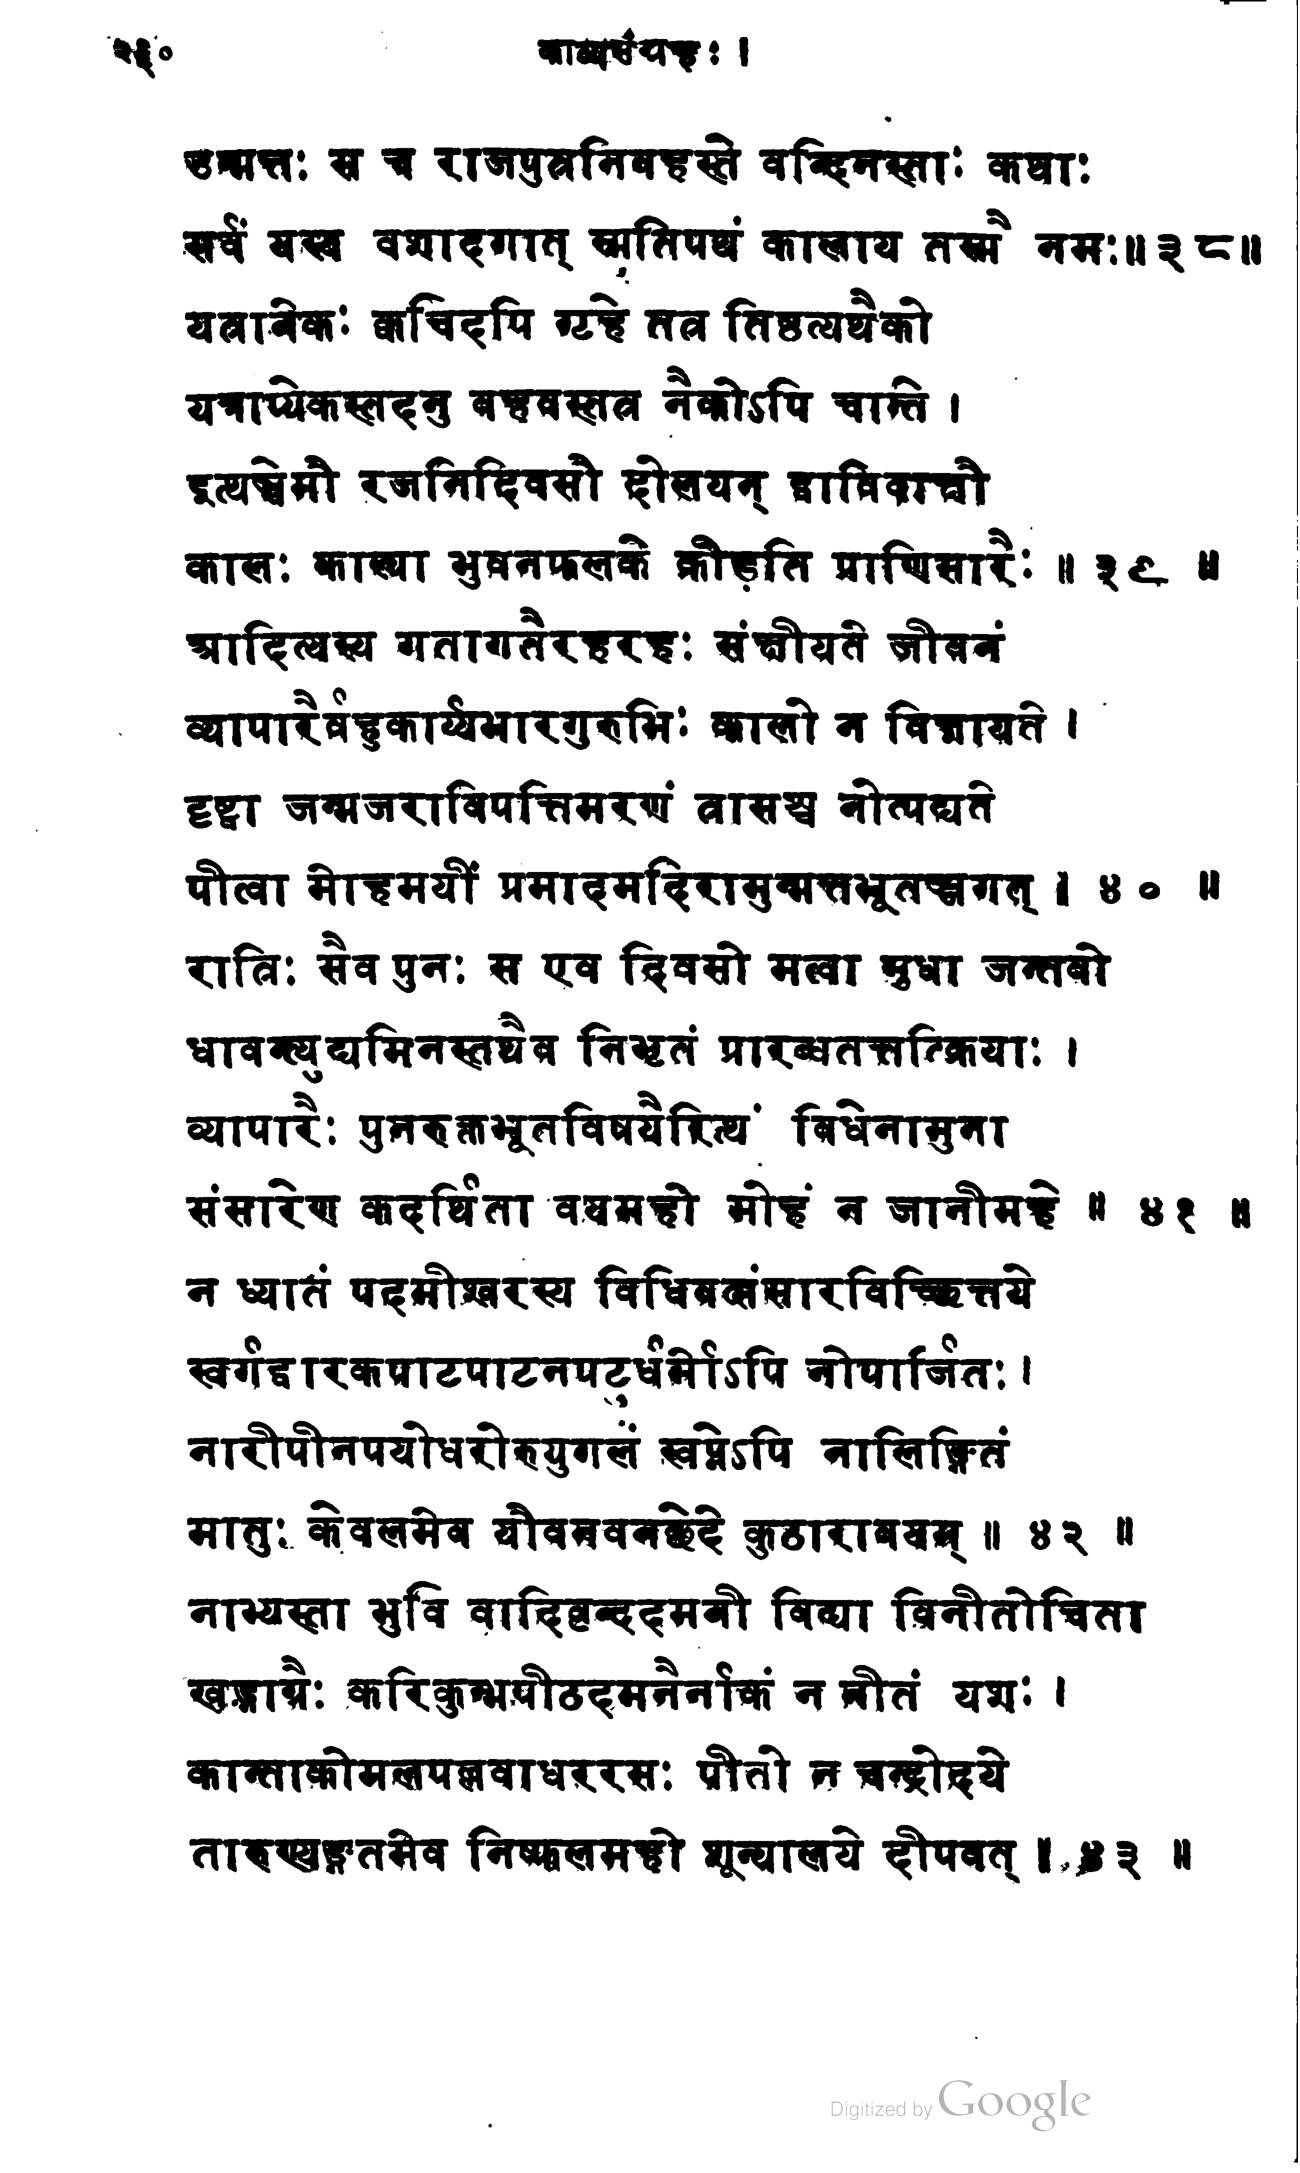 २६० काव्यसंग्रहः ।
उन्मत्तः स च राजपुत्रनिवहस्ते वन्दिनस्ताः कथाः
सर्वं यस्य वशादगात् स्मृतिपथं कालाय तस्मै नमः॥ ३८॥
यत्रानेकः क्वचिदपि गृहे तत्र तिष्ठत्यथैको
यत्राप्येकस्तदनु वहवस्तत्र नैकोऽपि चान्ते ।
इत्यञ्चेमौ रजनिदिवसौ दोलयन् द्वाविवाक्षौ
कालः काल्या भुवनफलके क्रीडति प्राणिसारैः ॥ ३९ ॥
आदित्यस्य गतागतैरहरहः संक्षीयते जीवनं
व्यापारैर्वहुकार्य्यभारगुरुभिः कालो न विज्ञायते ।
दृष्ट्वा जन्मजराविपत्तिमरणं त्रासश्च नोत्पद्यते
पीत्वा मोहमयीं प्रमादमदिरामुन्मत्तभूतञ्जगत् । ४० ॥
रात्रिः सैव पुनः स एव दिवसो मत्वा मुधा जन्तवो
धावन्त्युद्यमिनस्तथैव निभृतं प्रारब्धतत्तत्क्रियाः ।
व्यापारैः पुनरुक्तभूतविषयैरित्थं विधेनामुना
संसारेण कदर्थिता वयमहो मोहं न जानीमहे ॥ ४१ ॥
न ध्यातं पदमीश्वरस्य विधिवत्संसारविच्छित्तये
स्वर्गद्वारकपाटपाटनपटुर्धर्मोऽपि नोपार्जितः ।
नारीपीनपयोधरोरुयुगलं स्वप्नेऽपि नालिङ्गितं
मातुः केवलमेव यौवनवनच्छेदे कुठारावयम् ॥ ४२ ॥
नाभ्यस्ता भुवि वादिवृन्ददमनी विद्या विनीतोचिता
खड्गाग्रैः करिकुम्भपीठदमनैर्नाकं न नीतं यशः ।
कान्ताकोमलपल्लवाधररसः पीतो न चन्द्रोदये
तारुण्यङ्गतमेव निष्फलमहो शून्यालये दीपवत् । ४३ ॥
Digitized by Google